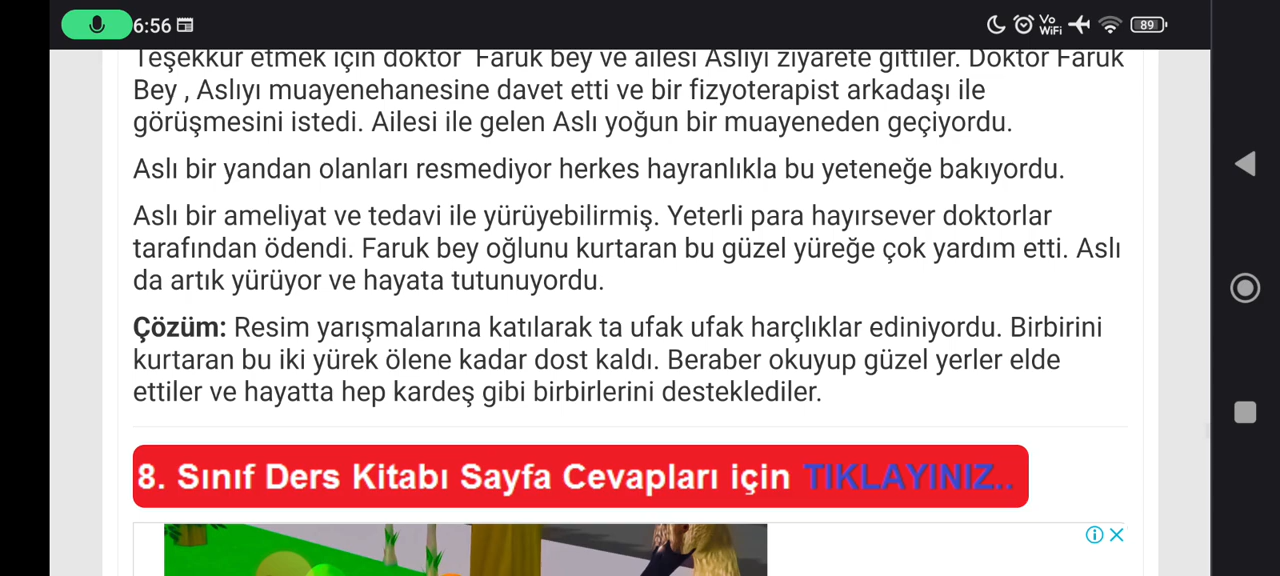 6:56
Vo
WiFi
89
Teşekkür etmek için doktor Faruk bey ve ailesi Aslıyı ziyarete gittiler. Doktor Faruk
Bey , Aslıyı muayenehanesine davet etti ve bir fizyoterapist arkadaşı ile
görüşmesini istedi. Ailesi ile gelen Aslı yoğun bir muayeneden geçiyordu.
Aslı bir yandan olanları resmediyor herkes hayranlıkla bu yeteneğe bakıyordu.
Aslı bir ameliyat ve tedavi ile yürüyebilirmiş. Yeterli para hayırsever doktorlar
tarafından ödendi. Faruk bey oğlunu kurtaran bu güzel yüreğe çok yardım etti. Aslı
da artık yürüyor ve hayata tutunuyordu.
Çözüm: Resim yarışmalarına katılarak ta ufak ufak harçlıklar ediniyordu. Birbirini
kurtaran bu iki yürek ölene kadar dost kaldı. Beraber okuyup güzel yerler elde
ettiler ve hayatta hep kardeş gibi birbirlerini desteklediler.
8. Sınıf Ders Kitabı Sayfa Cevapları için TIKLAYINIZ..